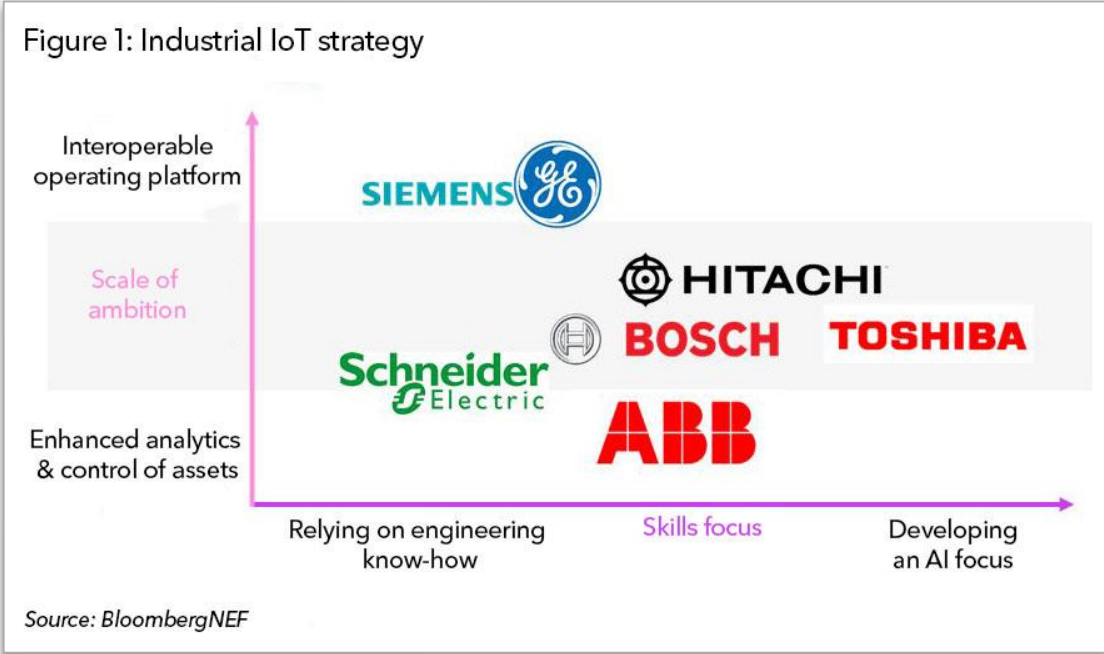 Figure 1: Industrial IoT strategy
Interoperable
operating platform
SIEMENS
GE
HITACHI
Scale of
ambition
BOSCH
TOSHIBA
Schneider
Electric
ABB
Enhanced analytics
& control of assets
Relying on engineering
know-how
Skills focus
Developing
an AI focus
Source: BloombergNEF